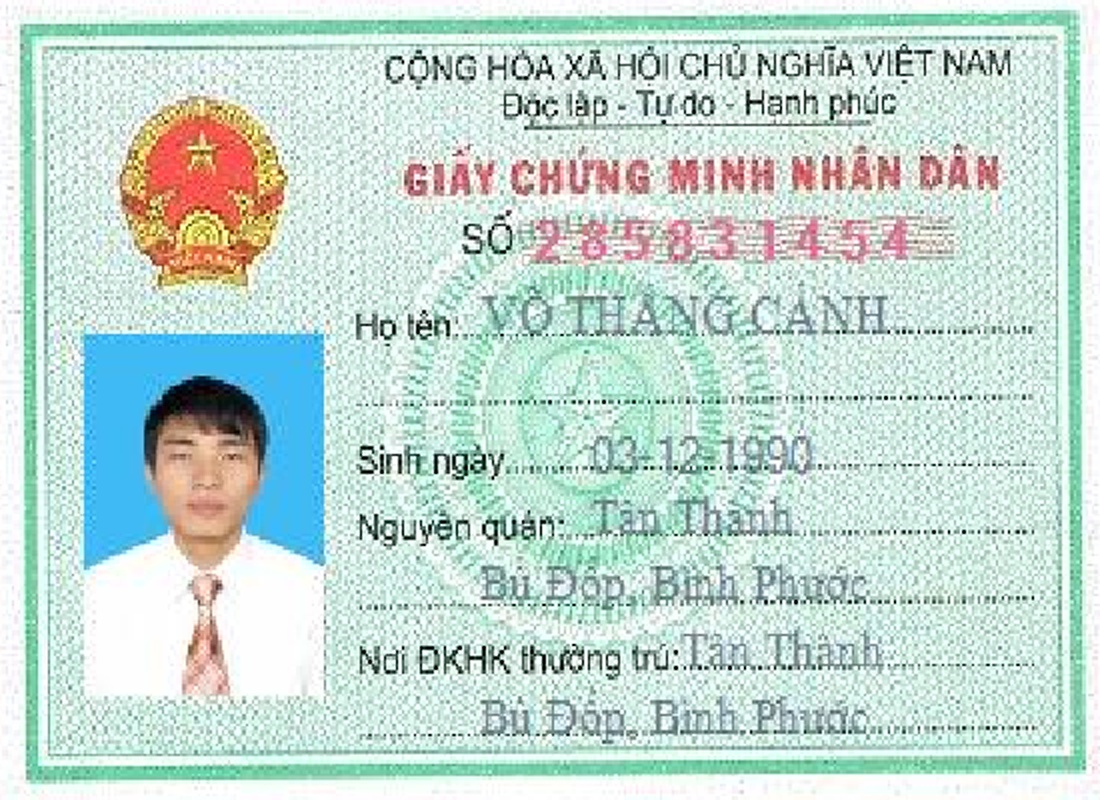 CỘNG HÒA XÃ HỘI CHỦ NGHĨA VIỆT NAM
Độc lập - Tự do - Hạnh phúc
GIẤY CHỨNG MINH NHÂN DÂN
SỐ 285831454
Họ tên: VÕ THĂNG CẢNH
Sinh ngày 03-12-1990
Nguyên quán: Tân Thành
Bù Đốp, Bình Phước
Nơi ĐKHK thường trú: Tân Thành
Bù Đốp, Bình Phước